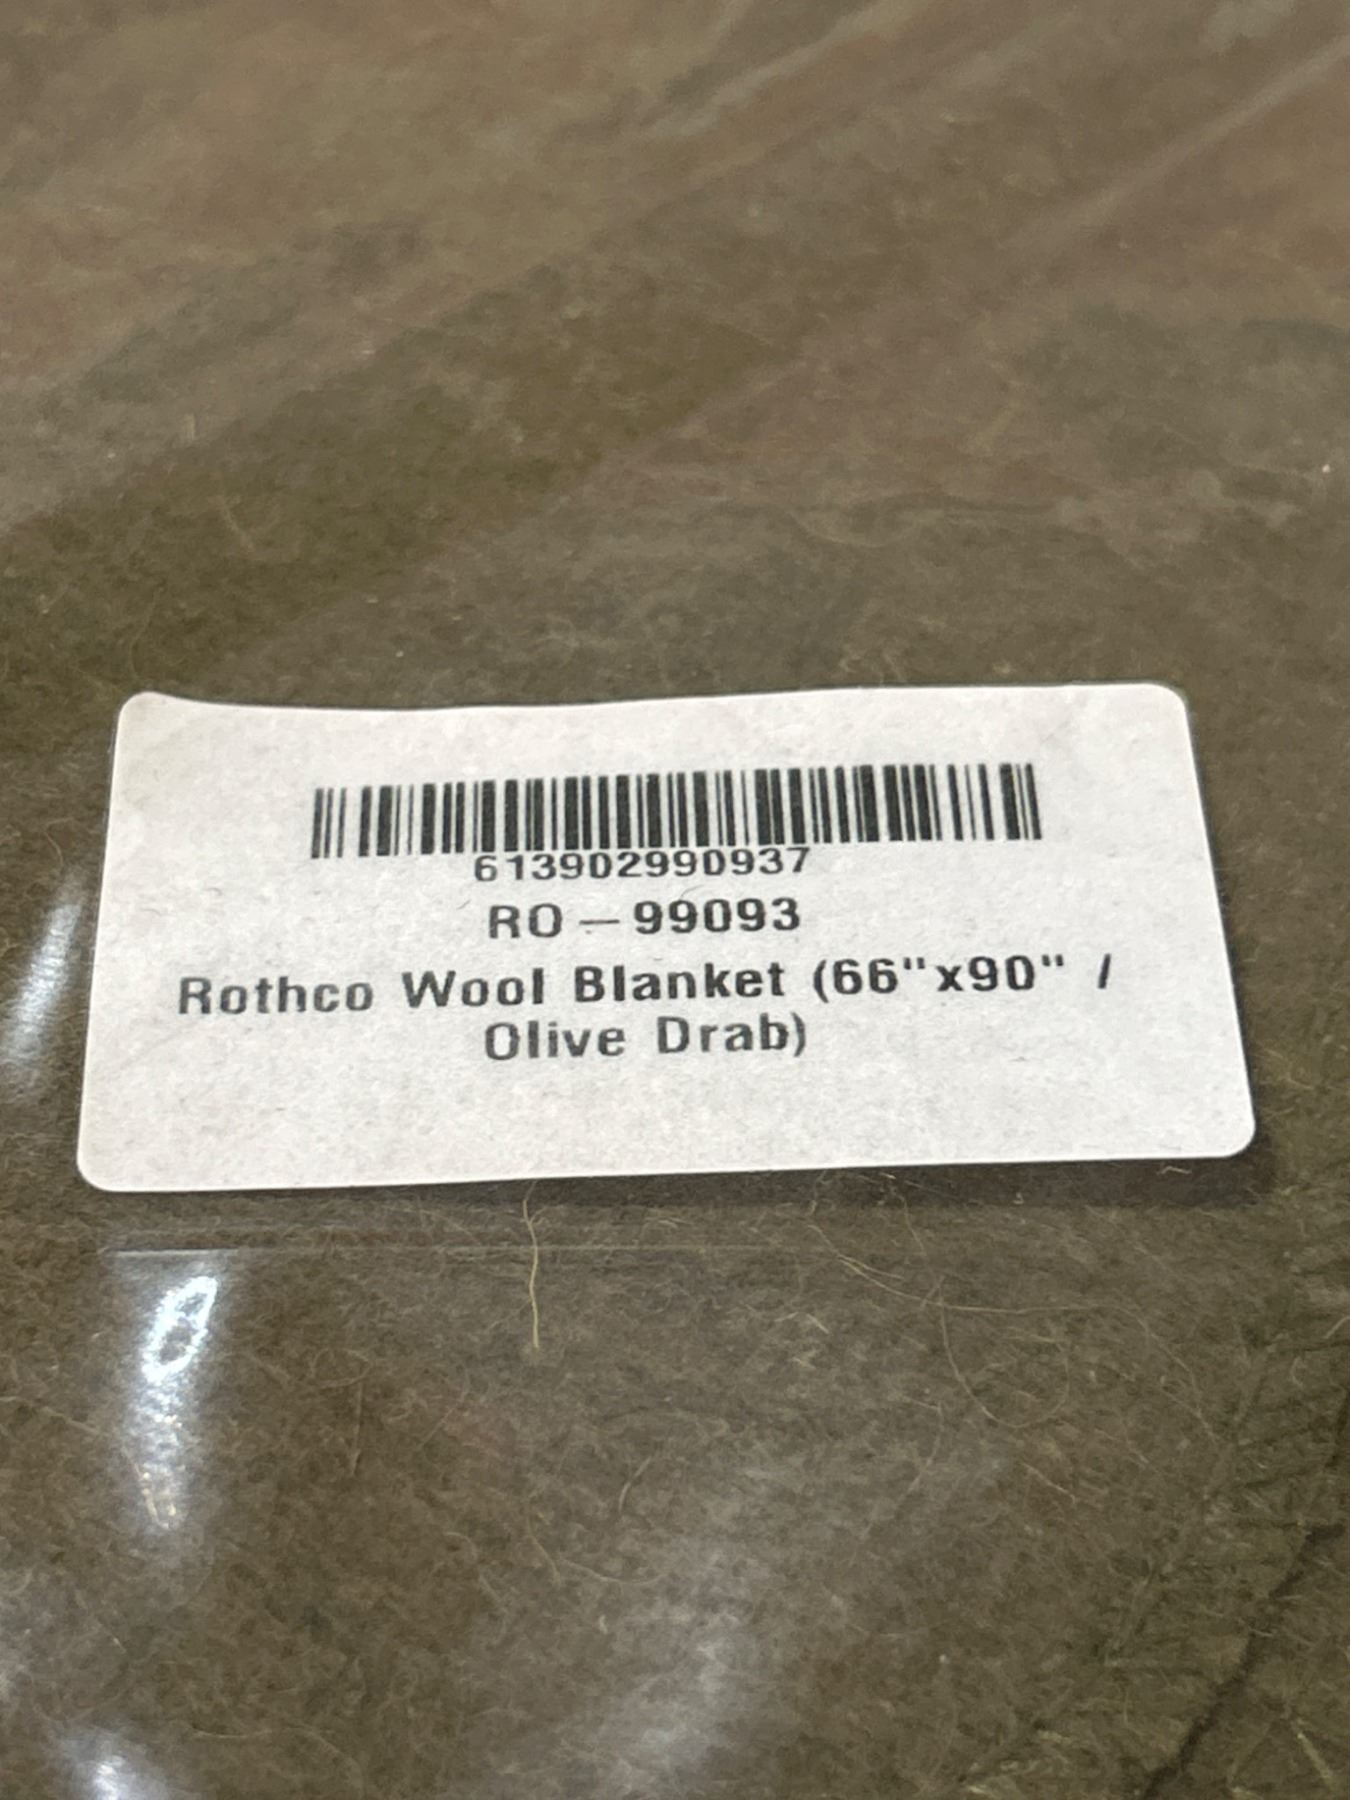 613902990937
RO-99093
Rothco Wool Blanket (66"x90" /
Olive Drab)